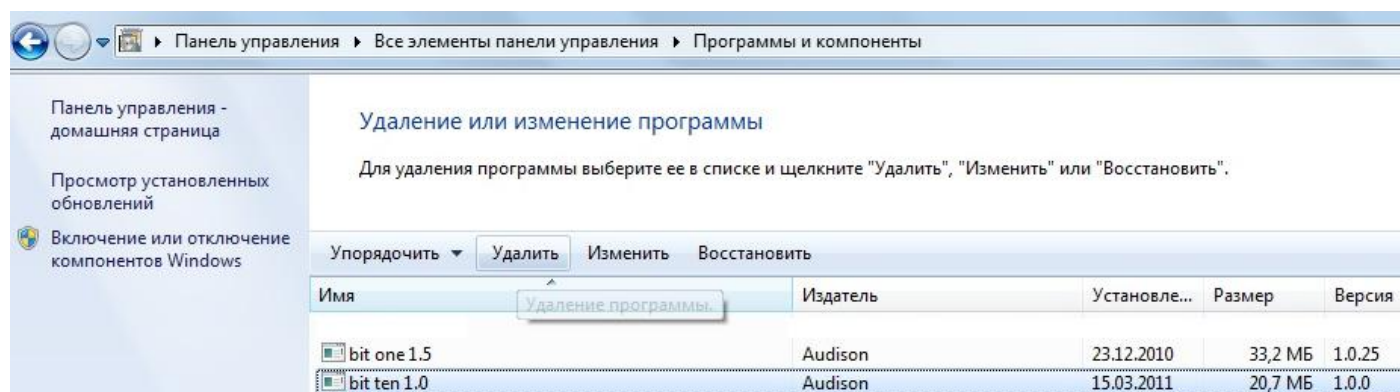 Панель управления ▸ Все элементы панели управления ▸ Программы и компоненты
Панель управления -
домашняя страница
Просмотр установленных
обновлений
Включение или отключение
компонентов Windows
Удаление или изменение программы
Для удаления программы выберите ее в списке и щелкните "Удалить", "Изменить" или "Восстановить".
Упорядочить Удалить Изменить Восстановить
Имя Издатель Установле... Размер Версия
Удаление программы.
bit one 1.5 Audison 23.12.2010 33,2 МБ 1.0.25
bit ten 1.0 Audison 15.03.2011 20,7 МБ 1.0.0